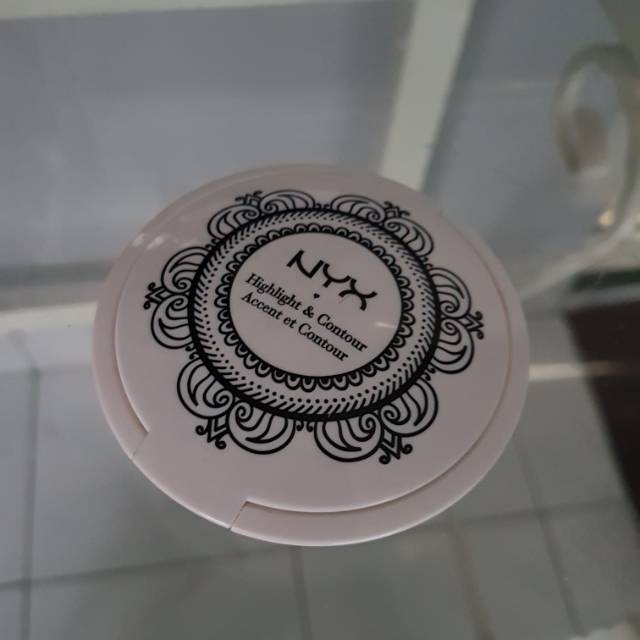 NYX
Highlight & Contour
Accent et Contour